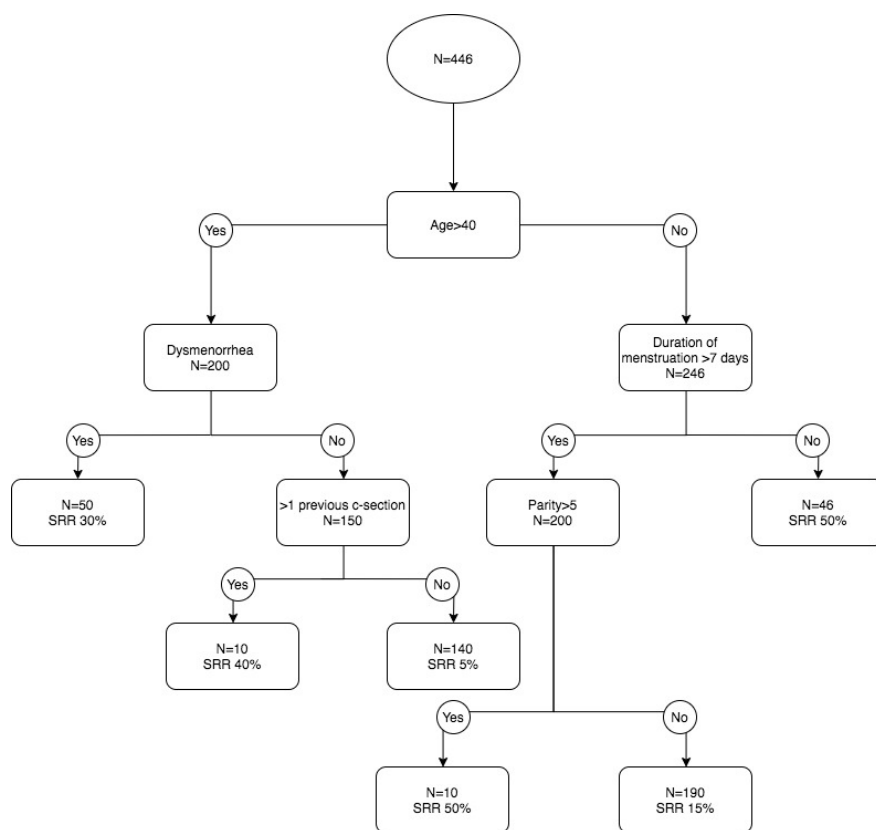 N=446
Age>40
Yes
No
Dysmenorrhea
N=200
Duration of
menstruation >7 days
N=246
Yes
No
Yes
No
N=50
SRR 30%
>1 previous c-section
N=150
Parity>5
N=200
N=46
SRR 50%
Yes
No
N=10
SRR 40%
N=140
SRR 5%
Yes
No
N=10
SRR 50%
N=190
SRR 15%